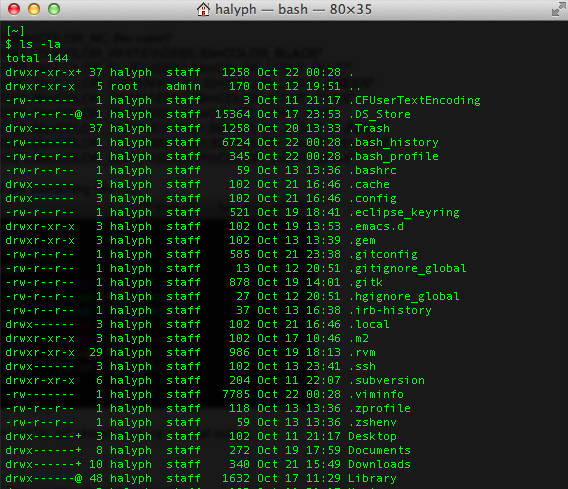 halyph — bash — 80×35
[~]
$ ls -la
total 144
drwxr-xr-x+ 37 halyph  staff   1258 Oct 22 00:28 .
drwxr-xr-x   5 root    admin    170 Oct 12 19:51 ..
-rw-------   1 halyph  staff      3 Oct 11 21:17 .CFUserTextEncoding
-rw-r--r--@  1 halyph  staff  15364 Oct 17 23:53 .DS_Store
drwx------  37 halyph  staff   1258 Oct 20 13:33 .Trash
-rw-------   1 halyph  staff   6724 Oct 22 00:28 .bash_history
-rw-r--r--   1 halyph  staff    345 Oct 22 00:28 .bash_profile
-rw-r--r--   1 halyph  staff     59 Oct 13 13:36 .bashrc
drwx------   3 halyph  staff    102 Oct 21 16:46 .cache
drwx------   3 halyph  staff    102 Oct 21 16:46 .config
-rw-r--r--   1 halyph  staff    521 Oct 19 18:41 .eclipse_keyring
drwxr-xr-x   3 halyph  staff    102 Oct 19 13:53 .emacs.d
drwxr-xr-x   3 halyph  staff    102 Oct 13 13:39 .gem
-rw-r--r--   1 halyph  staff    585 Oct 21 23:38 .gitconfig
-rw-r--r--   1 halyph  staff     13 Oct 12 20:51 .gitignore_global
-rw-r--r--   1 halyph  staff    878 Oct 19 14:01 .gitk
-rw-r--r--   1 halyph  staff     27 Oct 12 20:51 .hgignore_global
-rw-r--r--   1 halyph  staff     38 Oct 13 16:37 .irb-history
drwx------   3 halyph  staff    102 Oct 21 16:46 .local
drwxr-xr-x   3 halyph  staff    102 Oct 17 10:46 .m2
drwxr-xr-x  29 halyph  staff    986 Oct 19 18:13 .rvm
drwx------   3 halyph  staff    102 Oct 13 23:41 .ssh
drwxr-xr-x   6 halyph  staff    204 Oct 11 22:07 .subversion
-rw-------   1 halyph  staff   7785 Oct 22 00:28 .viminfo
-rw-r--r--   1 halyph  staff    118 Oct 13 13:36 .zprofile
-rw-r--r--   1 halyph  staff     59 Oct 13 13:36 .zshenv
drwx------+  3 halyph  staff    102 Oct 11 21:17 Desktop
drwx------+  8 halyph  staff    272 Oct 19 17:59 Documents
drwx------+ 10 halyph  staff    340 Oct 21 15:49 Downloads
drwx------@ 48 halyph  staff   1632 Oct 17 11:29 Library